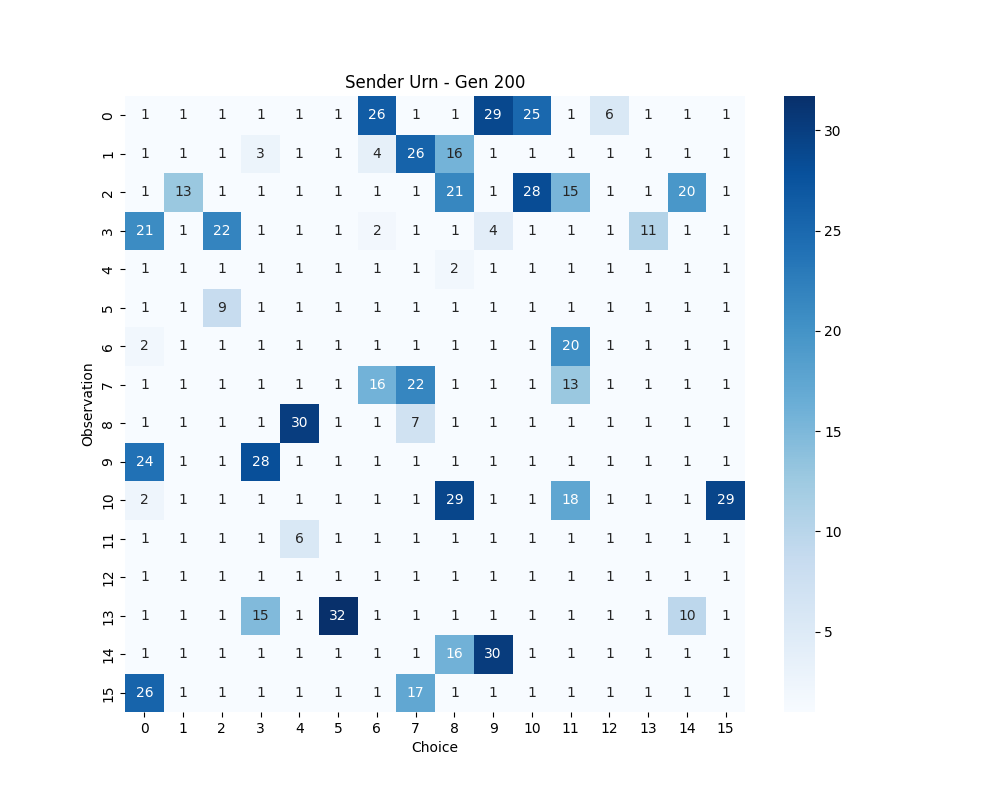 Sender Urn - Gen 200
0 1 1 1 1 1 1 26 1 1 29 25 1 6 1 1 1
1 1 1 1 3 1 1 4 26 16 1 1 1 1 1 1 1
2 1 13 1 1 1 1 1 1 21 1 28 15 1 1 20 1
3 21 1 22 1 1 1 2 1 1 4 1 1 1 11 1 1
4 1 1 1 1 1 1 1 1 2 1 1 1 1 1 1 1
5 1 1 9 1 1 1 1 1 1 1 1 1 1 1 1 1
6 2 1 1 1 1 1 1 1 1 1 1 20 1 1 1 1
7 1 1 1 1 1 1 16 22 1 1 1 13 1 1 1 1
8 1 1 1 1 30 1 1 7 1 1 1 1 1 1 1 1
9 24 1 1 28 1 1 1 1 1 1 1 1 1 1 1 1
10 2 1 1 1 1 1 1 1 29 1 1 18 1 1 1 29
11 1 1 1 1 6 1 1 1 1 1 1 1 1 1 1 1
12 1 1 1 1 1 1 1 1 1 1 1 1 1 1 1 1
13 1 1 1 15 1 32 1 1 1 1 1 1 1 1 10 1
14 1 1 1 1 1 1 1 1 16 30 1 1 1 1 1 1
15 26 1 1 1 1 1 1 17 1 1 1 1 1 1 1 1
0 1 2 3 4 5 6 7 8 9 10 11 12 13 14 15
Choice
Observation
30
25
20
15
10
5